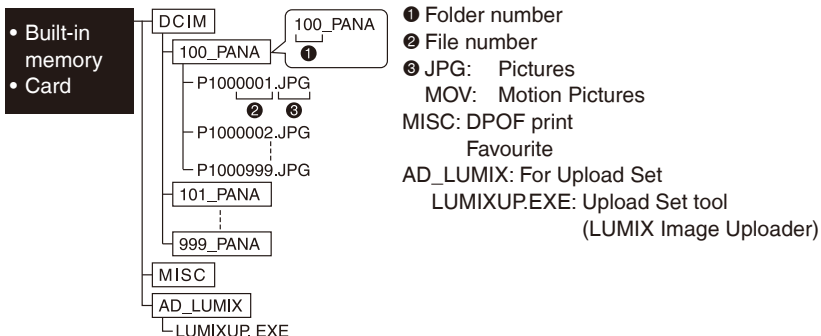 • Built-in
memory
• Card
DCIM
100_PANA
P1000001.JPG
❷ ❸
P1000002.JPG
P1000999.JPG
101_PANA
999_PANA
MISC
AD_LUMIX
LUMIXUP. EXE
100_PANA
❶
❶ Folder number
❷ File number
❸ JPG: Pictures
MOV: Motion Pictures
MISC: DPOF print
Favourite
AD_LUMIX: For Upload Set
LUMIXUP.EXE: Upload Set tool
(LUMIX Image Uploader)